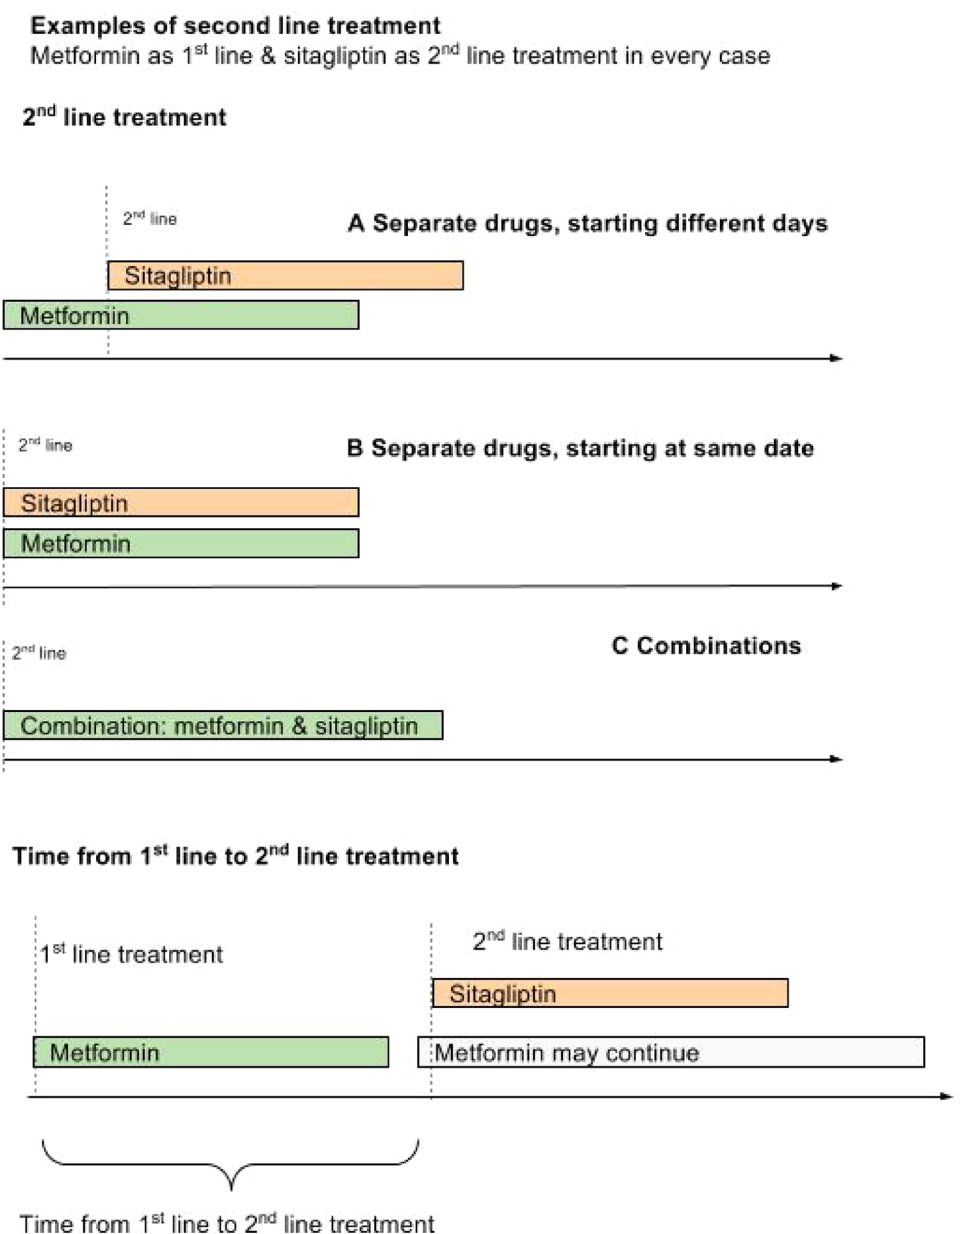 Examples of second line treatment
Metformin as 1st line & sitagliptin as 2nd line treatment in every case
2nd line treatment
2nd line
A Separate drugs, starting different days
Sitagliptin
Metformin
2nd line
B Separate drugs, starting at same date
Sitagliptin
Metformin
C Combinations
2nd line
Combination: metformin & sitagliptin
Time from 1st line to 2nd line treatment
1st line treatment
2nd line treatment
Sitagliptin
Metformin
Metformin may continue
Time from 1st line to 2nd line treatment